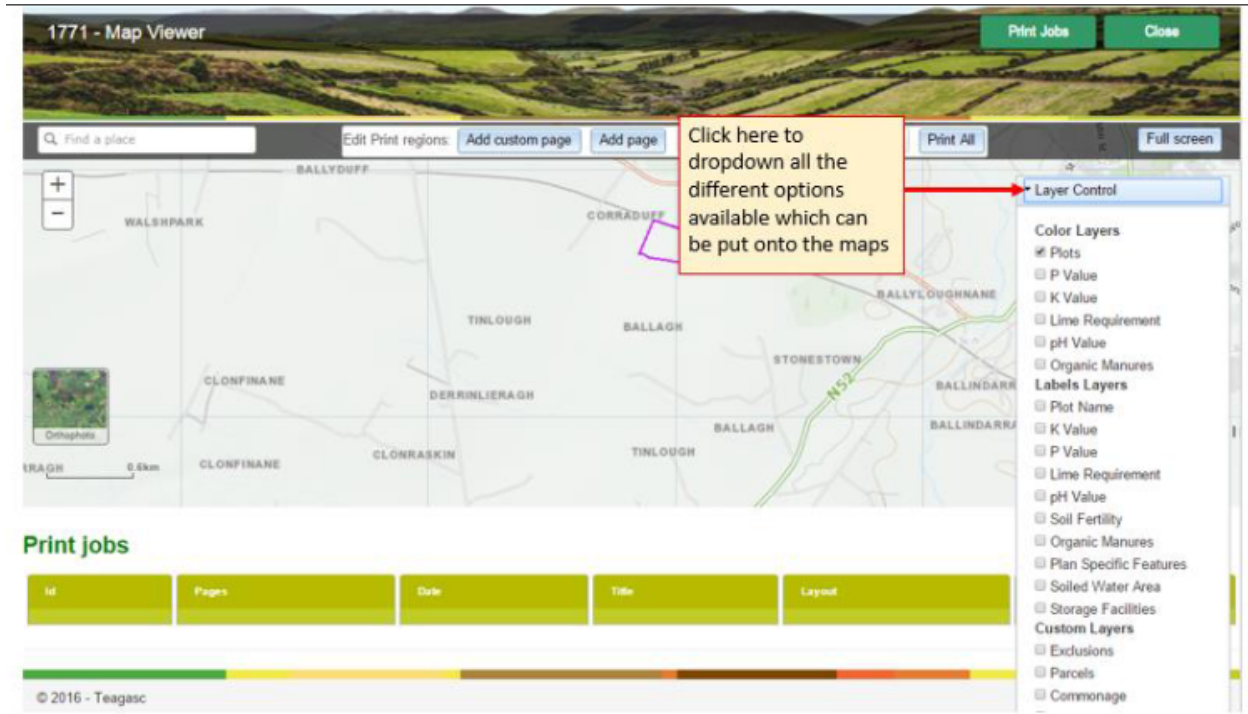 1771 - Map Viewer
Print Jobs
Close
Find a place
Edit Print regions:
Add custom page
Add page
Print All
Full screen
Click here to
dropdown all the
different options
available which can
be put onto the maps
Layer Control
Color Layers
Plots
P Value
K Value
Lime Requirement
pH Value
Organic Manures
Labels Layers
Plot Name
K Value
P Value
Lime Requirement
pH Value
Soil Fertility
Organic Manures
Plan Specific Features
Soiled Water Area
Storage Facilities
Custom Layers
Exclusions
Parcels
Commonage
+
−
BALLYDUFF
WALSHPARK
CORRADUFF
BALLYLOUGHNANE
TINLOUGH
BALLAGH
STONESTOWN
N52
CLONFINANE
DERRINLIERAGH
BALLINDARR
BALLAGH
BALLINDARRA
Orthophoto
CLONRASKIN
TINLOUGH
RRAGH
0.6km
CLONFINANE
Print jobs
Id
Pages
Date
Title
Layout
© 2016 - Teagasc